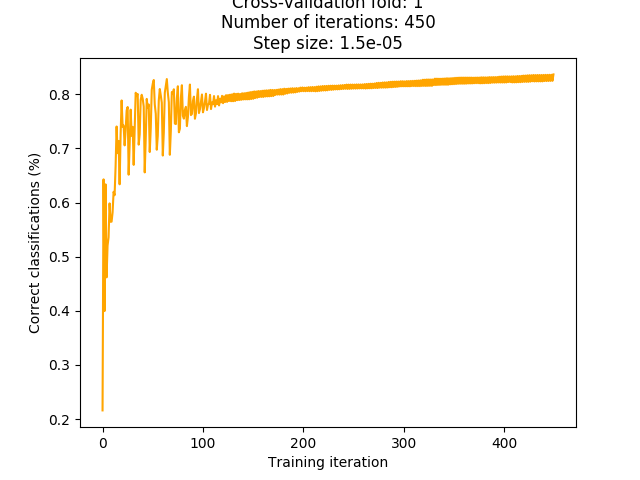 Cross-validation fold: 1
Number of iterations: 450
Step size: 1.5e-05
Correct classifications (%)
0.8
0.7
0.6
0.5
0.4
0.3
0.2
0
100
200
300
400
Training iteration